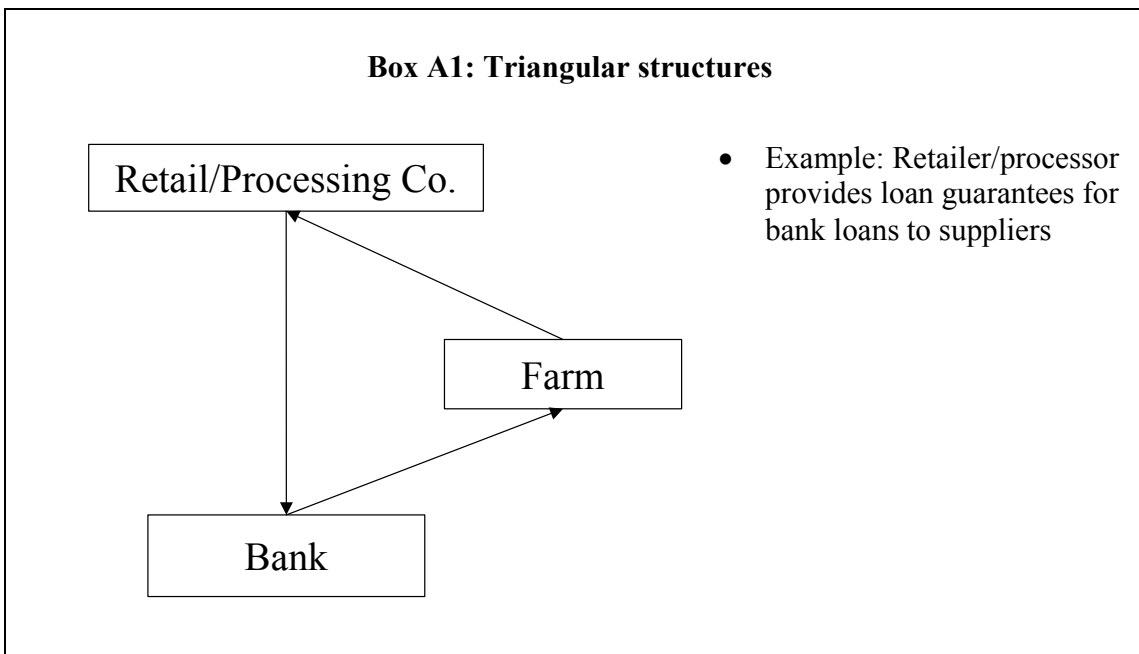 Box A1: Triangular structures
Retail/Processing Co.
• Example: Retailer/processor
provides loan guarantees for
bank loans to suppliers
Farm
Bank